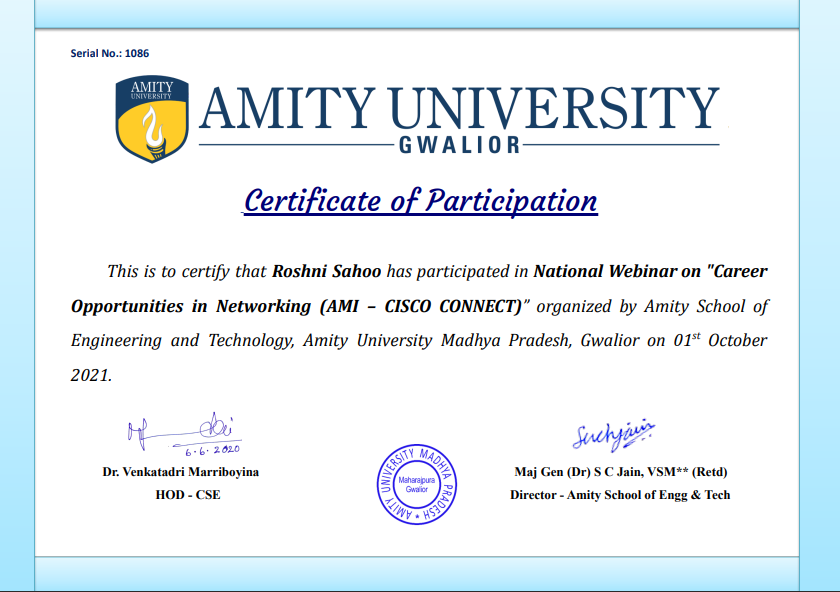 Serial No.: 1086
AMITY
UNIVERSITY
AMITY UNIVERSITY
GWALIOR
Certificate of Participation
This is to certify that Roshni Sahoo has participated in National Webinar on "Career
Opportunities in Networking (AMI – CISCO CONNECT)” organized by Amity School of
Engineering and Technology, Amity University Madhya Pradesh, Gwalior on 01st October
2021.
6.6.2020
Dr. Venkatadri Marriboyina
HOD - CSE
AMITY UNIVERSITY MADHYA PRADESH
Maharajpura
Gwalior
Maj Gen (Dr) S C Jain, VSM** (Retd)
Director - Amity School of Engg & Tech